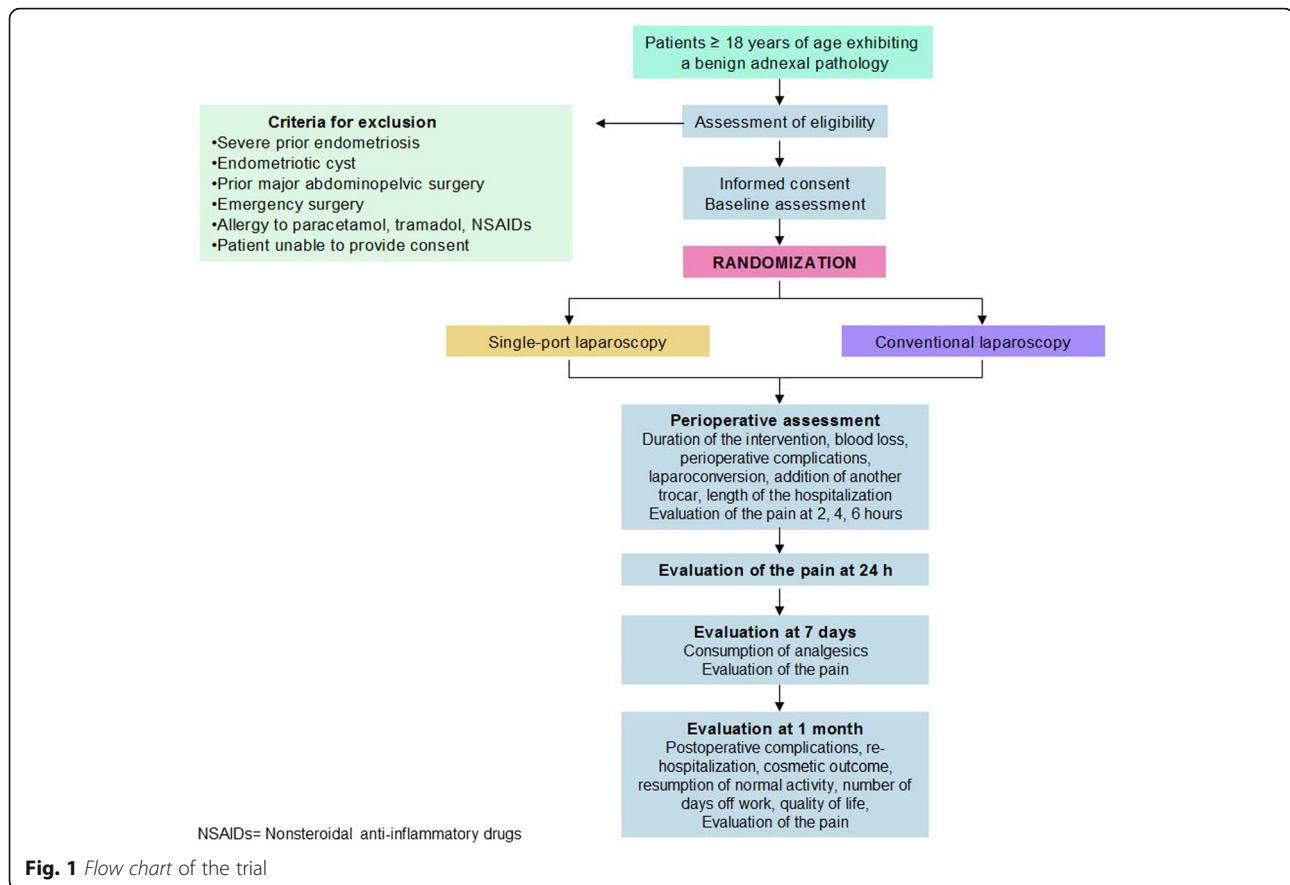 Patients ≥ 18 years of age exhibiting
a benign adnexal pathology
Assessment of eligibility
Criteria for exclusion
•Severe prior endometriosis
•Endometriotic cyst
•Prior major abdominopelvic surgery
•Emergency surgery
•Allergy to paracetamol, tramadol, NSAIDs
•Patient unable to provide consent
Informed consent
Baseline assessment
RANDOMIZATION
Single-port laparoscopy
Conventional laparoscopy
Perioperative assessment
Duration of the intervention, blood loss,
perioperative complications,
laparoconversion, addition of another
trocar, length of the hospitalization
Evaluation of the pain at 2, 4, 6 hours
Evaluation of the pain at 24 h
Evaluation at 7 days
Consumption of analgesics
Evaluation of the pain
Evaluation at 1 month
Postoperative complications, re-
hospitalization, cosmetic outcome,
resumption of normal activity, number of
days off work, quality of life,
Evaluation of the pain
NSAIDs= Nonsteroidal anti-inflammatory drugs
Fig. 1 Flow chart of the trial